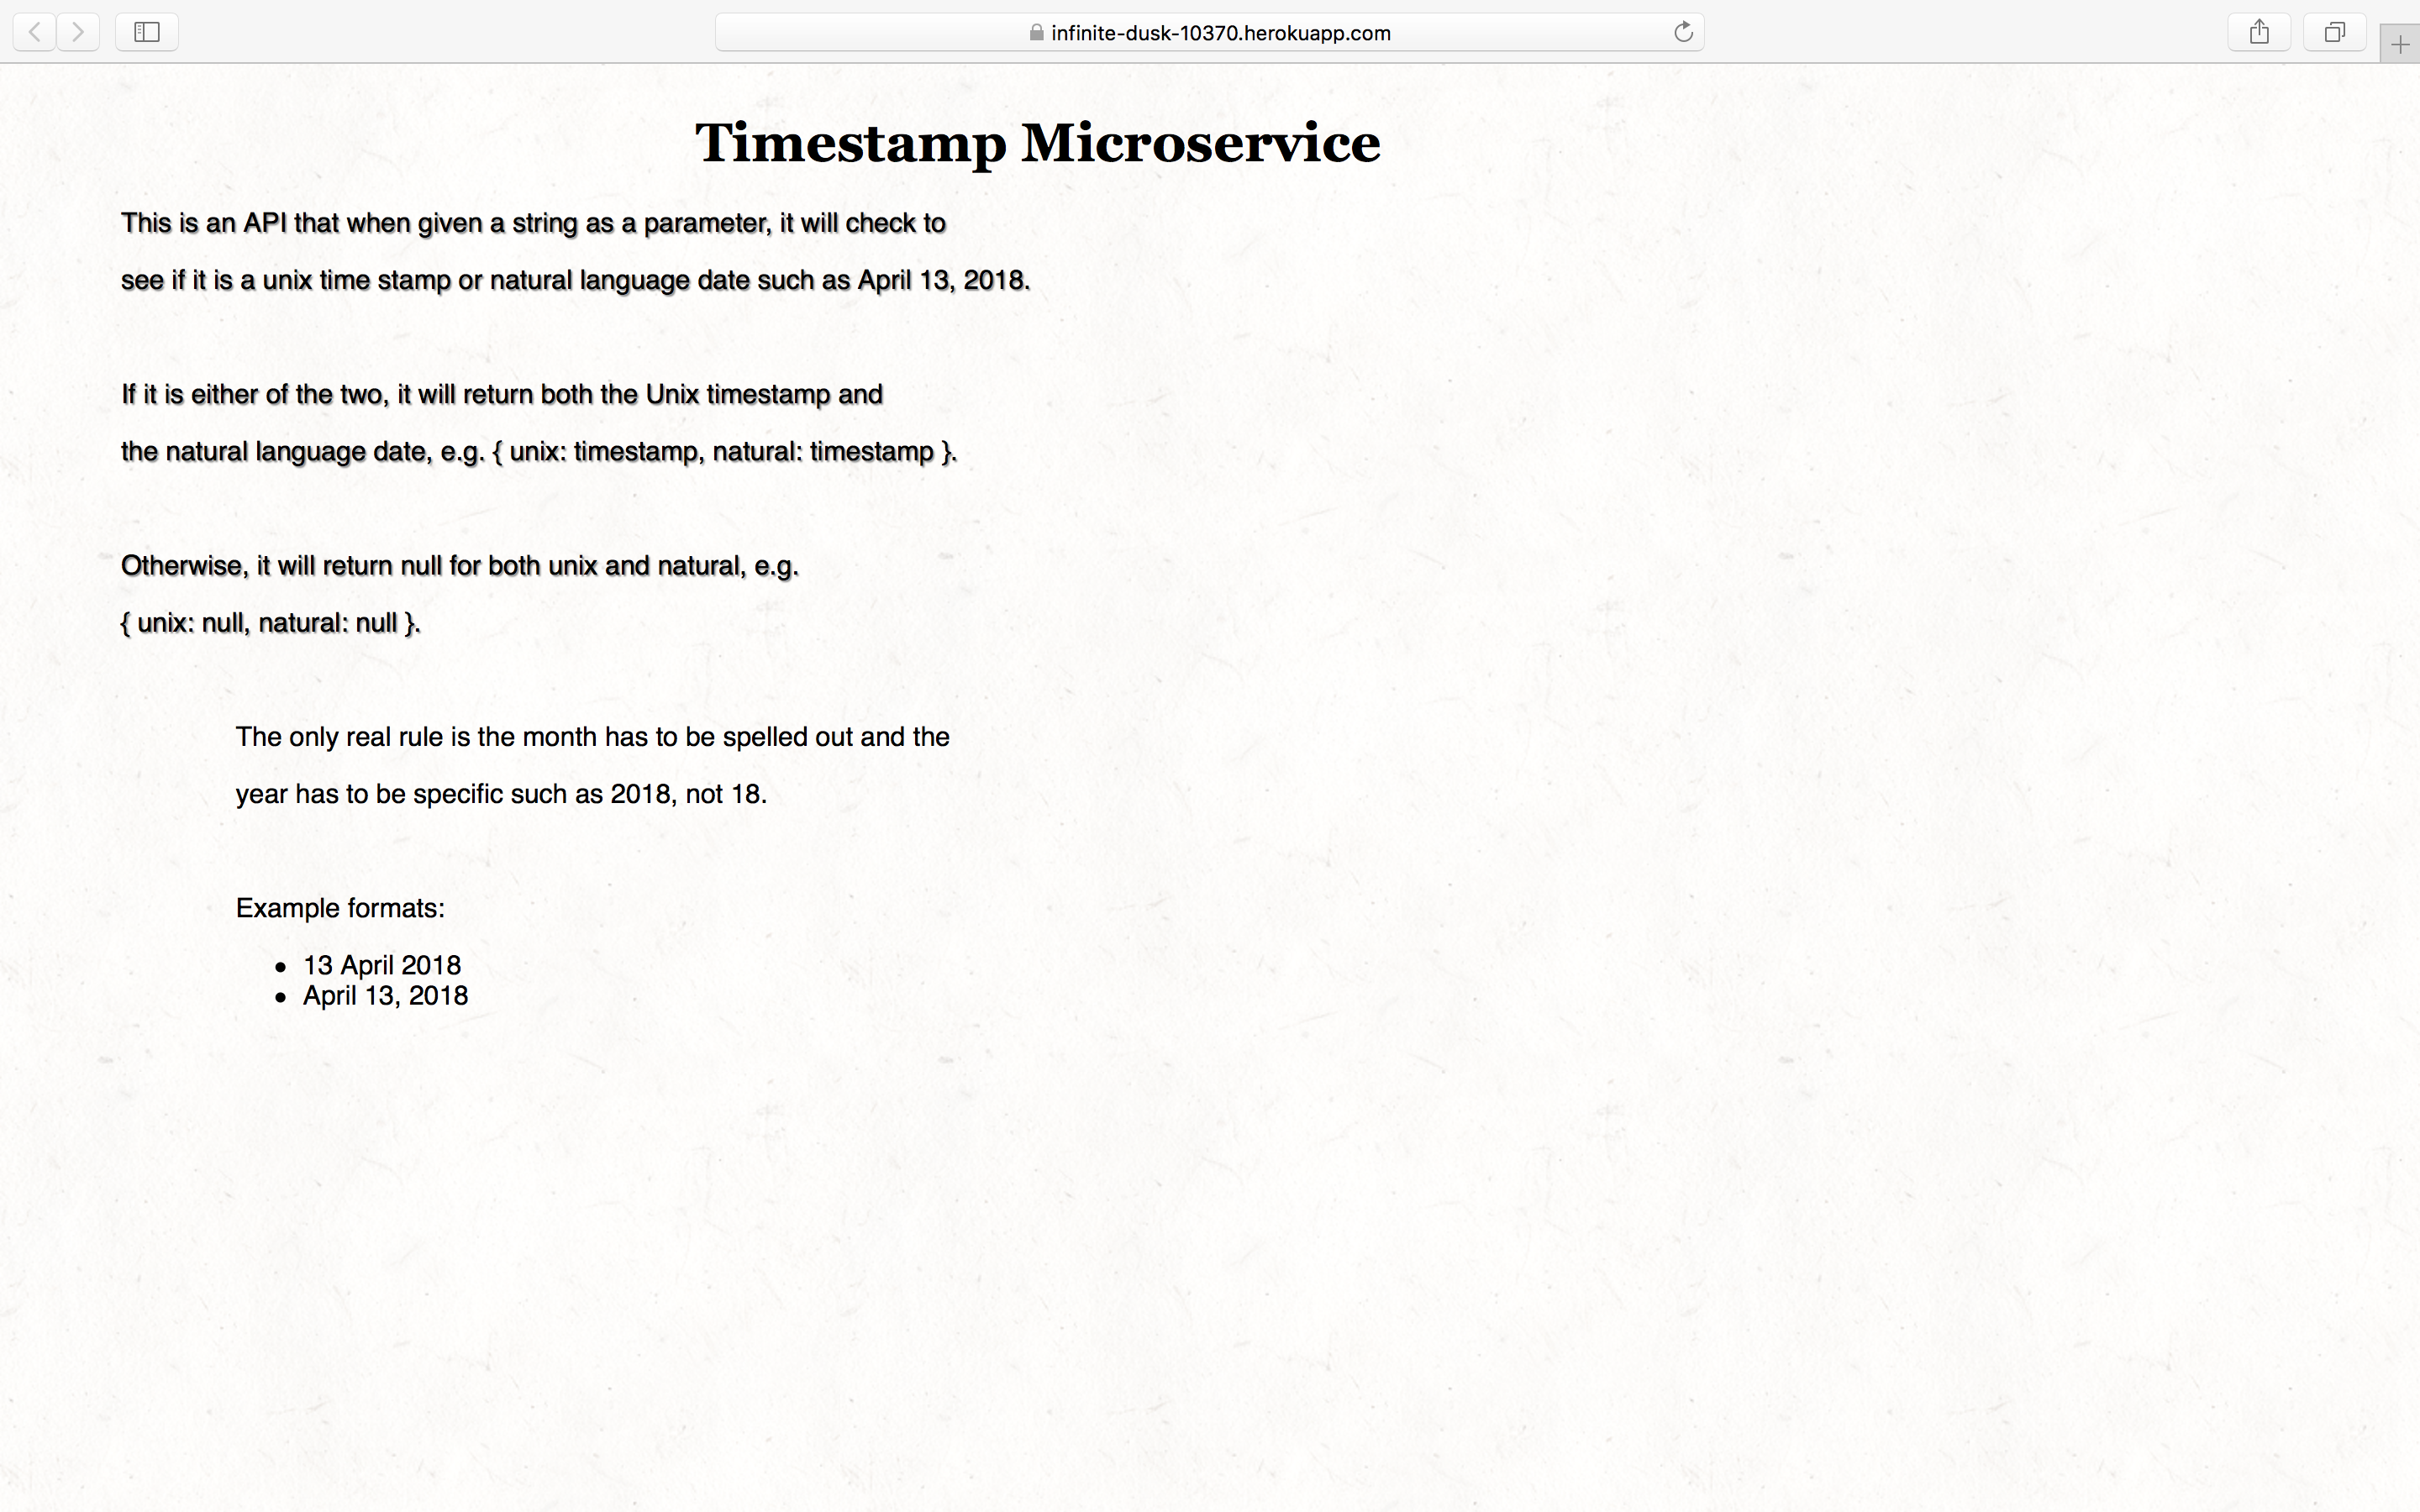 infinite-dusk-10370.herokuapp.com
Timestamp Microservice
This is an API that when given a string as a parameter, it will check to
see if it is a unix time stamp or natural language date such as April 13, 2018.
If it is either of the two, it will return both the Unix timestamp and
the natural language date, e.g. { unix: timestamp, natural: timestamp }.
Otherwise, it will return null for both unix and natural, e.g.
{ unix: null, natural: null }.
The only real rule is the month has to be spelled out and the
year has to be specific such as 2018, not 18.
Example formats:
• 13 April 2018
• April 13, 2018